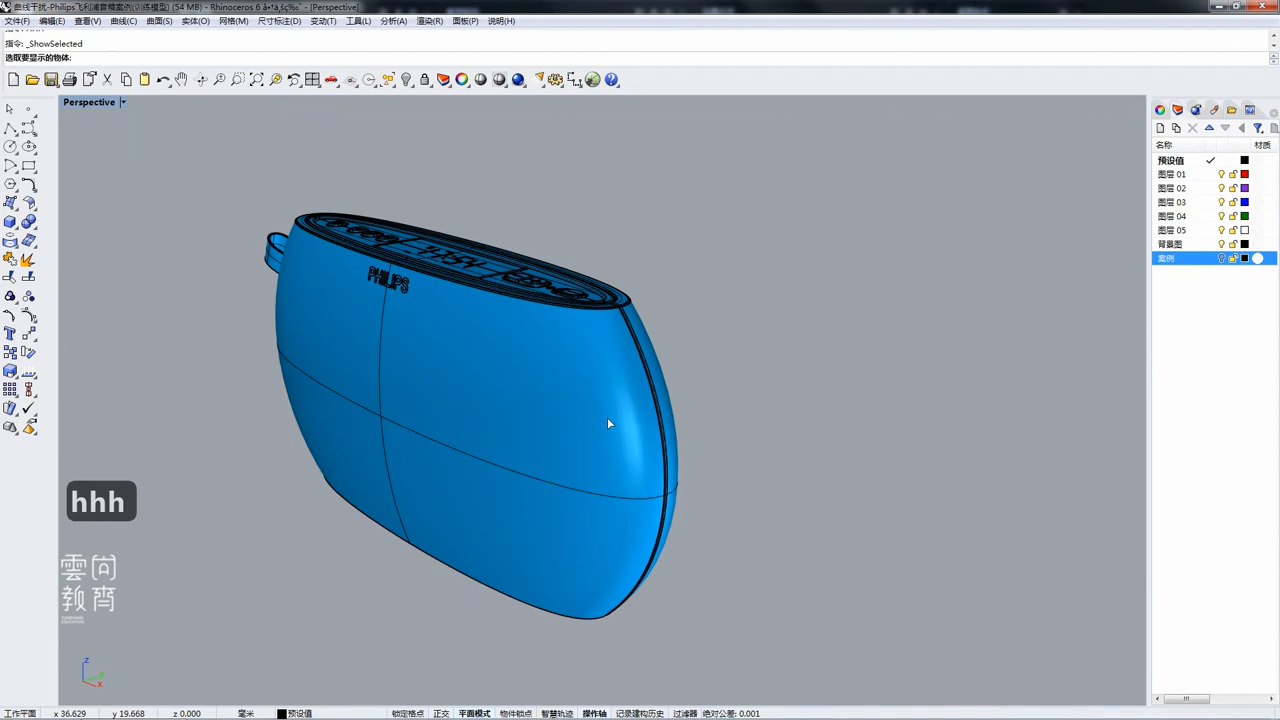 曲线干扰-Philips飞利浦音箱案例(训练模型) (54 MB) - Rhinoceros 6 - [Perspective]
文件(F) 编辑(E) 查看(V) 曲线(C) 曲面(S) 实体(O) 网格(M) 尺寸标注(D) 变动(T) 工具(L) 分析(A) 渲染(R) 面板(P) 说明(H)
指令: _ShowSelected
选取要显示的物体:
Perspective
名称 材质
预设值
图层 01
图层 02
图层 03
图层 04
图层 05
背景图
案例
PHILIPS
hhh
雲尚
教育
YUNSHANG EDUCATION
z
y
x
工作平面 x 36.629 y 19.668 z 0.000 毫米 预设值 锁定格点 正交 平面模式 物件锁点 智慧轨迹 操作轴 记录建构历史 过滤器 绝对公差: 0.001